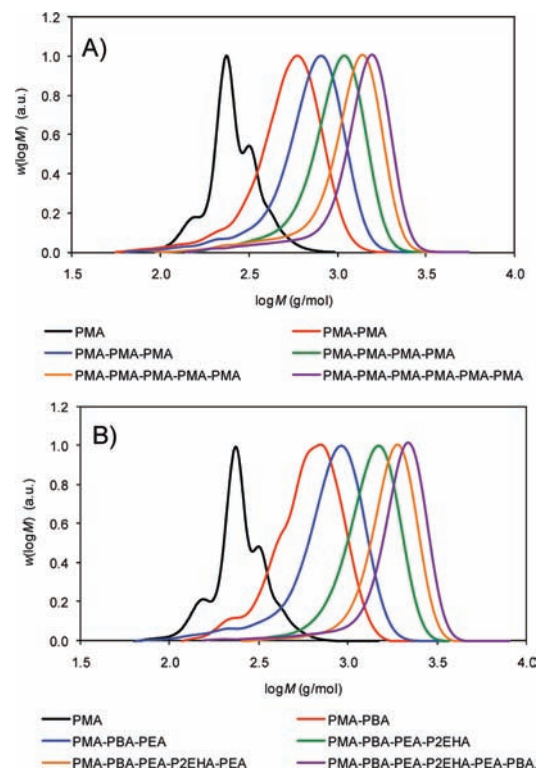 A)
w(logM) (a.u.)
1.2
1.0
0.8
0.6
0.4
0.2
0.0
1.5 2.0 2.5 3.0 3.5 4.0
logM (g/mol)
PMA PMA-PMA
PMA-PMA-PMA PMA-PMA-PMA-PMA
PMA-PMA-PMA-PMA-PMA PMA-PMA-PMA-PMA-PMA-PMA
B)
w(logM) (a.u.)
1.2
1.0
0.8
0.6
0.4
0.2
0.0
1.5 2.0 2.5 3.0 3.5 4.0
logM (g/mol)
PMA PMA-PBA
PMA-PBA-PEA PMA-PBA-PEA-P2EHA
PMA-PBA-PEA-P2EHA-PEA PMA-PBA-PEA-P2EHA-PEA-PBA